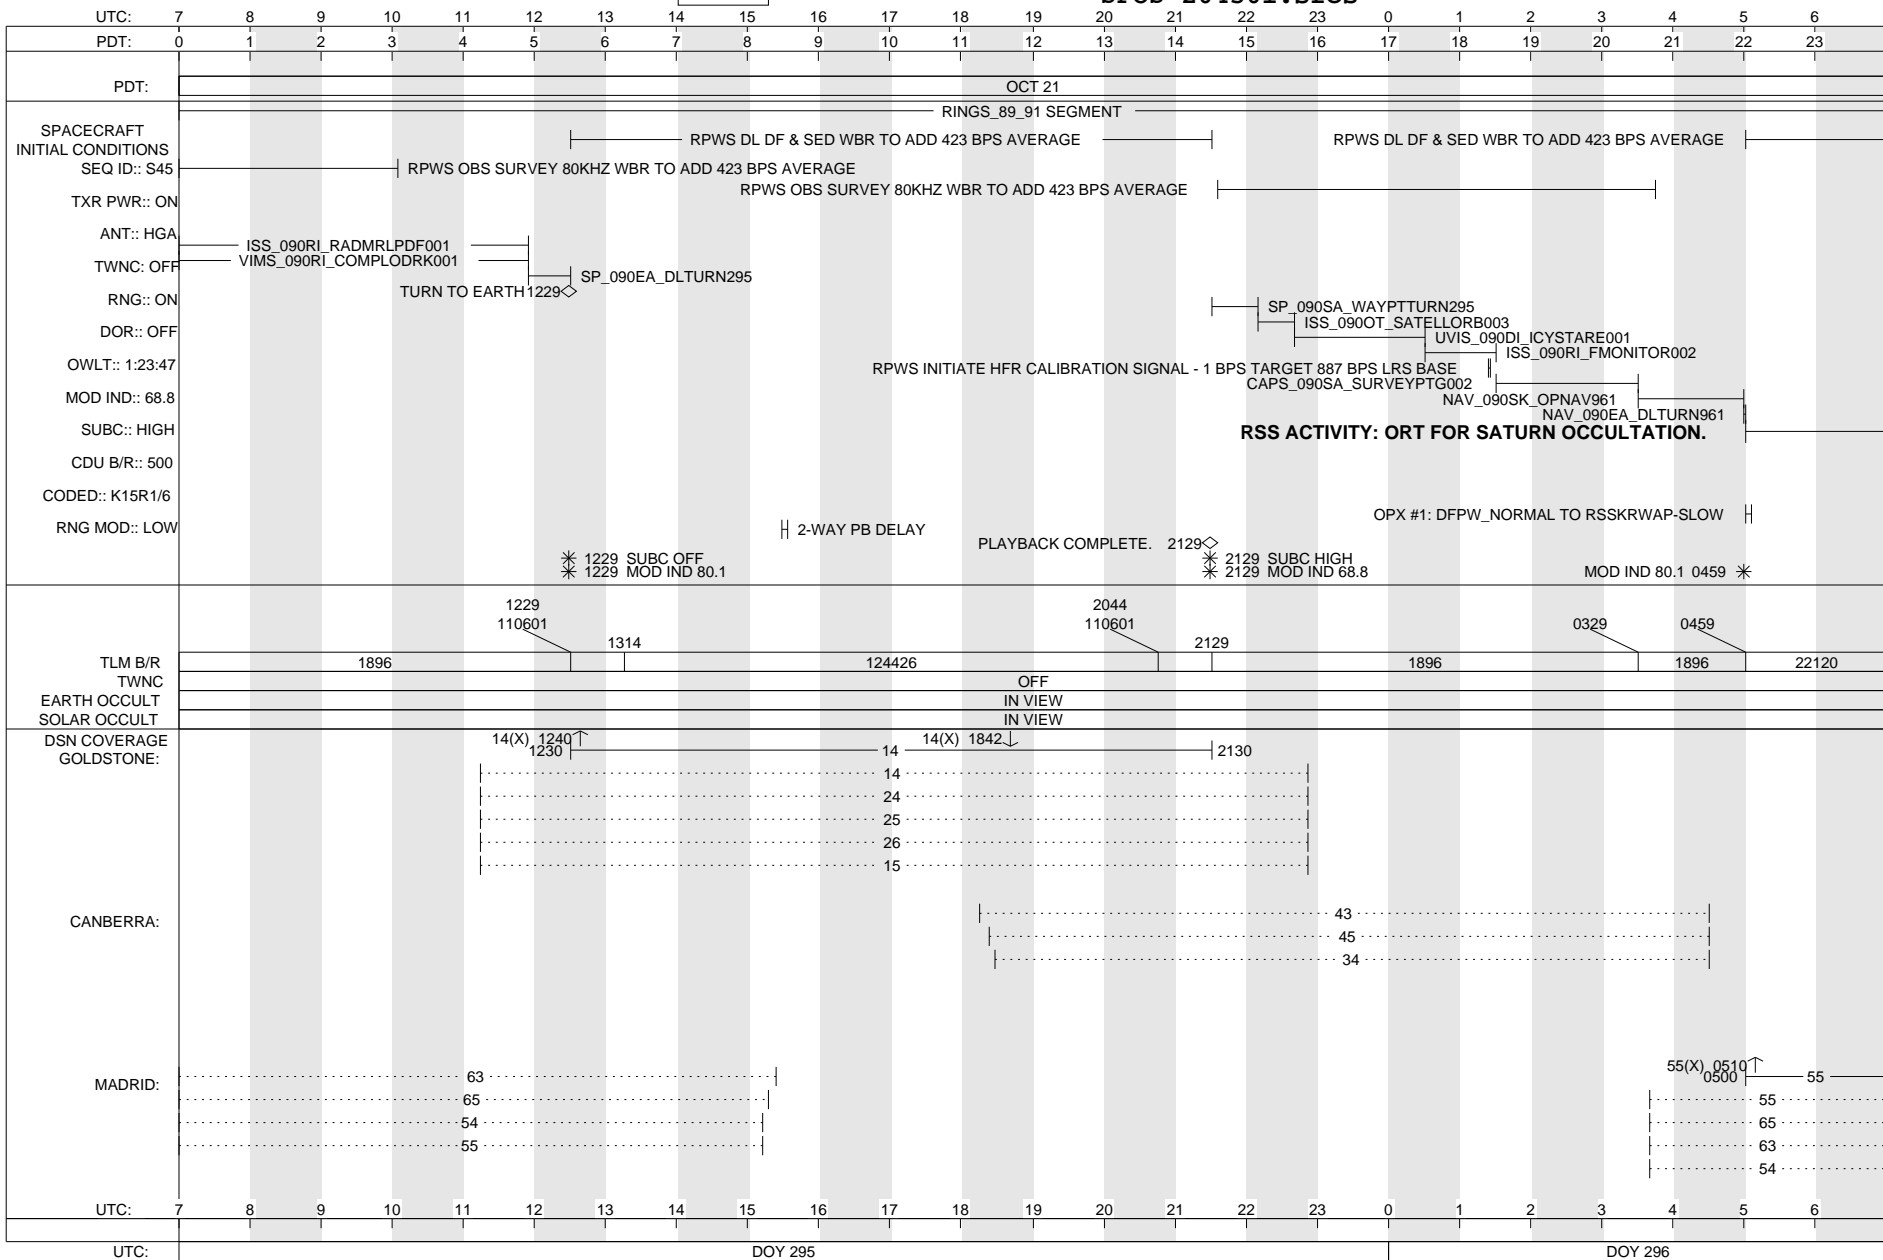 UTC: 7 8 9 10 11 12 13 14 15 16 17 18 19 20 21 22 23 0 1 2 3 4 5 6
PDT: 0 1 2 3 4 5 6 7 8 9 10 11 12 13 14 15 16 17 18 19 20 21 22 23
PDT: OCT 21
RINGS_89_91 SEGMENT
SPACECRAFT
INITIAL CONDITIONS
RPWS DL DF & SED WBR TO ADD 423 BPS AVERAGE RPWS DL DF & SED WBR TO ADD 423 BPS AVERAGE
SEQ ID:: S45 RPWS OBS SURVEY 80KHZ WBR TO ADD 423 BPS AVERAGE
RPWS OBS SURVEY 80KHZ WBR TO ADD 423 BPS AVERAGE
TXR PWR:: ON
ANT:: HGA
ISS_090RI_RADMRLPDF001
VIMS_090RI_COMPLODRK001
TWNC: OFF
SP_090EA_DLTURN295
TURN TO EARTH 1229
RNG:: ON
SP_090SA_WAYPTTURN295
ISS_090OT_SATELLORB003
DOR:: OFF
UVIS_090DI_ICYSTARE001
ISS_090RI_FMONITOR002
OWLT:: 1:23:47
RPWS INITIATE HFR CALIBRATION SIGNAL - 1 BPS TARGET 887 BPS LRS BASE
CAPS_090SA_SURVEYPTG002
MOD IND:: 68.8
NAV_090SK_OPNAV961
NAV_090EA_DLTURN961
SUBC:: HIGH
RSS ACTIVITY: ORT FOR SATURN OCCULTATION.
CDU B/R:: 500
CODED:: K15R1/6
OPX #1: DFPW_NORMAL TO RSSKRWAP-SLOW
RNG MOD:: LOW 2-WAY PB DELAY
PLAYBACK COMPLETE. 2129
1229 SUBC OFF 2129 SUBC HIGH
1229 MOD IND 80.1 2129 MOD IND 68.8 MOD IND 80.1 0459
1229 2044
110601 110601 0329 0459
1314 2129
TLM B/R 1896 124426 1896 1896 22120
TWNC OFF
EARTH OCCULT IN VIEW
SOLAR OCCULT IN VIEW
DSN COVERAGE 14(X) 1240 14(X) 1842
GOLDSTONE: 1230 14 2130
14
24
25
26
15
CANBERRA: 43
45
34
55(X) 0510
MADRID: 63 0500 55
65 55
54 65
55 63
54
UTC: 7 8 9 10 11 12 13 14 15 16 17 18 19 20 21 22 23 0 1 2 3 4 5 6
UTC: DOY 295 DOY 296